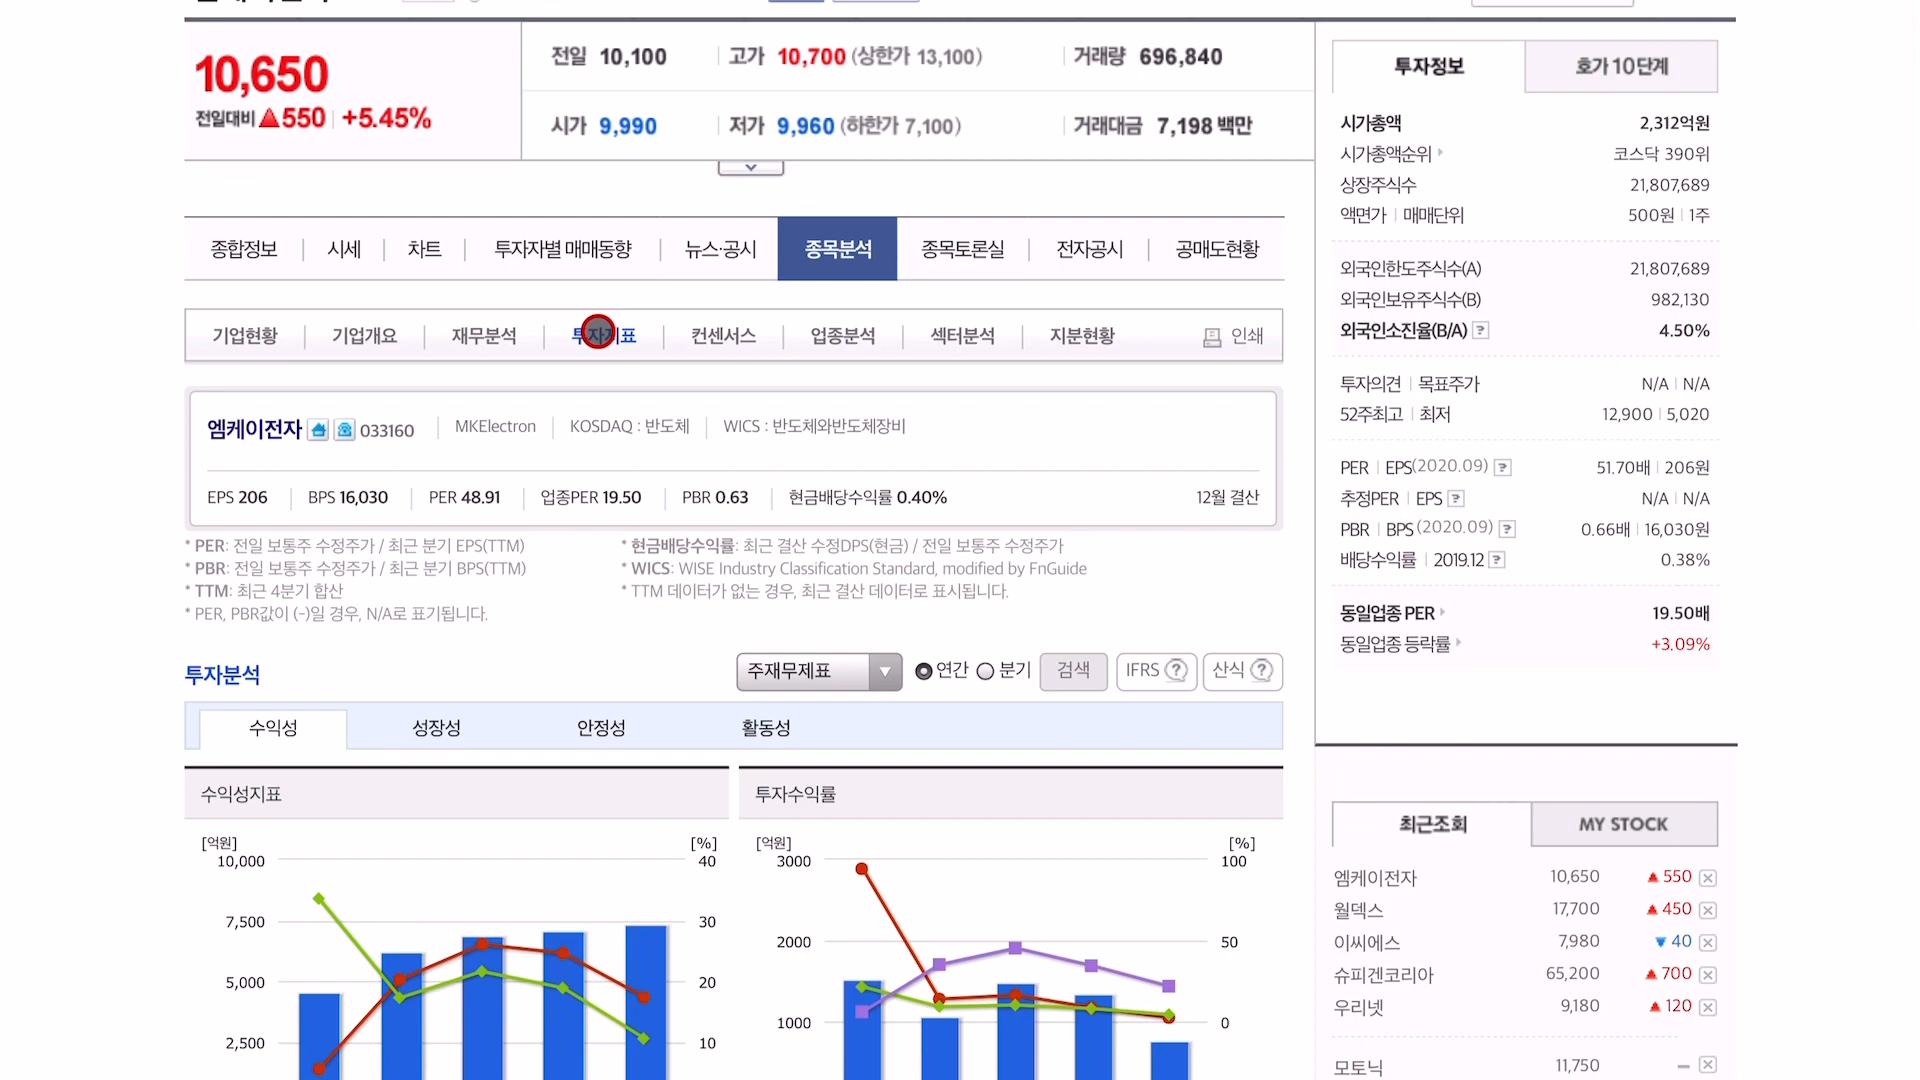 10,650
전일대비 ▲550 +5.45%
전일 10,100 고가 10,700 (상한가 13,100) 거래량 696,840
시가 9,990 저가 9,960 (하한가 7,100) 거래대금 7,198 백만
종합정보 시세 차트 투자자별 매매동향 뉴스·공시 종목분석 종목토론실 전자공시 공매도현황
기업현황 기업개요 재무분석 투자지표 컨센서스 업종분석 섹터분석 지분현황 인쇄
엠케이전자 033160 MKElectron KOSDAQ : 반도체 WICS : 반도체와반도체장비
EPS 206 BPS 16,030 PER 48.91 업종PER 19.50 PBR 0.63 현금배당수익률 0.40% 12월 결산
* PER: 전일 보통주 수정주가 / 최근 분기 EPS(TTM)
* PBR: 전일 보통주 수정주가 / 최근 분기 BPS(TTM)
* TTM: 최근 4분기 합산
* PER, PBR값이 (-)일 경우, N/A로 표기됩니다.
* 현금배당수익률: 최근 결산 수정DPS(현금) / 전일 보통주 수정주가
* WICS: WISE Industry Classification Standard, modified by FnGuide
* TTM 데이터가 없는 경우, 최근 결산 데이터로 표시됩니다.
투자분석
주재무제표 ▼ 연간 분기 검색 IFRS ? 산식 ?
수익성 성장성 안정성 활동성
수익성지표
[억원] [%]
10,000 40
7,500 30
5,000 20
2,500 10
투자수익률
[억원] [%]
3000 100
2000 50
1000 0
투자정보 호가 10단계
시가총액 2,312억원
시가총액순위 코스닥 390위
상장주식수 21,807,689
액면가 매매단위 500원 1주
외국인한도주식수(A) 21,807,689
외국인보유주식수(B) 982,130
외국인소진율(B/A) ? 4.50%
투자의견 목표주가 N/A N/A
52주최고 최저 12,900 5,020
PER EPS(2020.09) ? 51.70배 206원
추정PER EPS ? N/A N/A
PBR BPS (2020.09) ? 0.66배 16,030원
배당수익률 2019.12 ? 0.38%
동일업종 PER 19.50배
동일업종 등락률 +3.09%
최근조회 MY STOCK
엠케이전자 10,650 ▲ 550
월덱스 17,700 ▲ 450
이씨에스 7,980 ▼ 40
슈피겐코리아 65,200 ▲ 700
우리넷 9,180 ▲ 120
모토닉 11,750 –